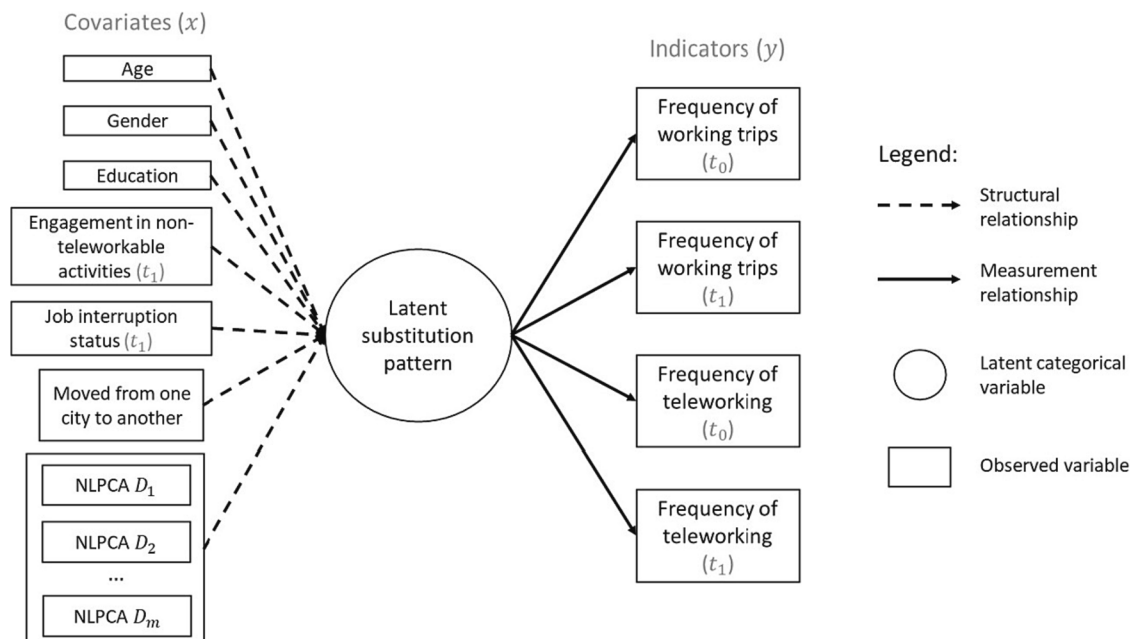 Covariates (x)
Age
Gender
Education
Engagement in non-
teleworkable
activities (t₁)
Job interruption
status (t₁)
Moved from one
city to another
NLPCA D₁
NLPCA D₂
...
NLPCA Dₘ
Latent
substitution
pattern
Indicators (y)
Frequency of
working trips
(t₀)
Frequency of
working trips
(t₁)
Frequency of
teleworking
(t₀)
Frequency of
teleworking
(t₁)
Legend:
Structural
relationship
Measurement
relationship
Latent categorical
variable
Observed variable